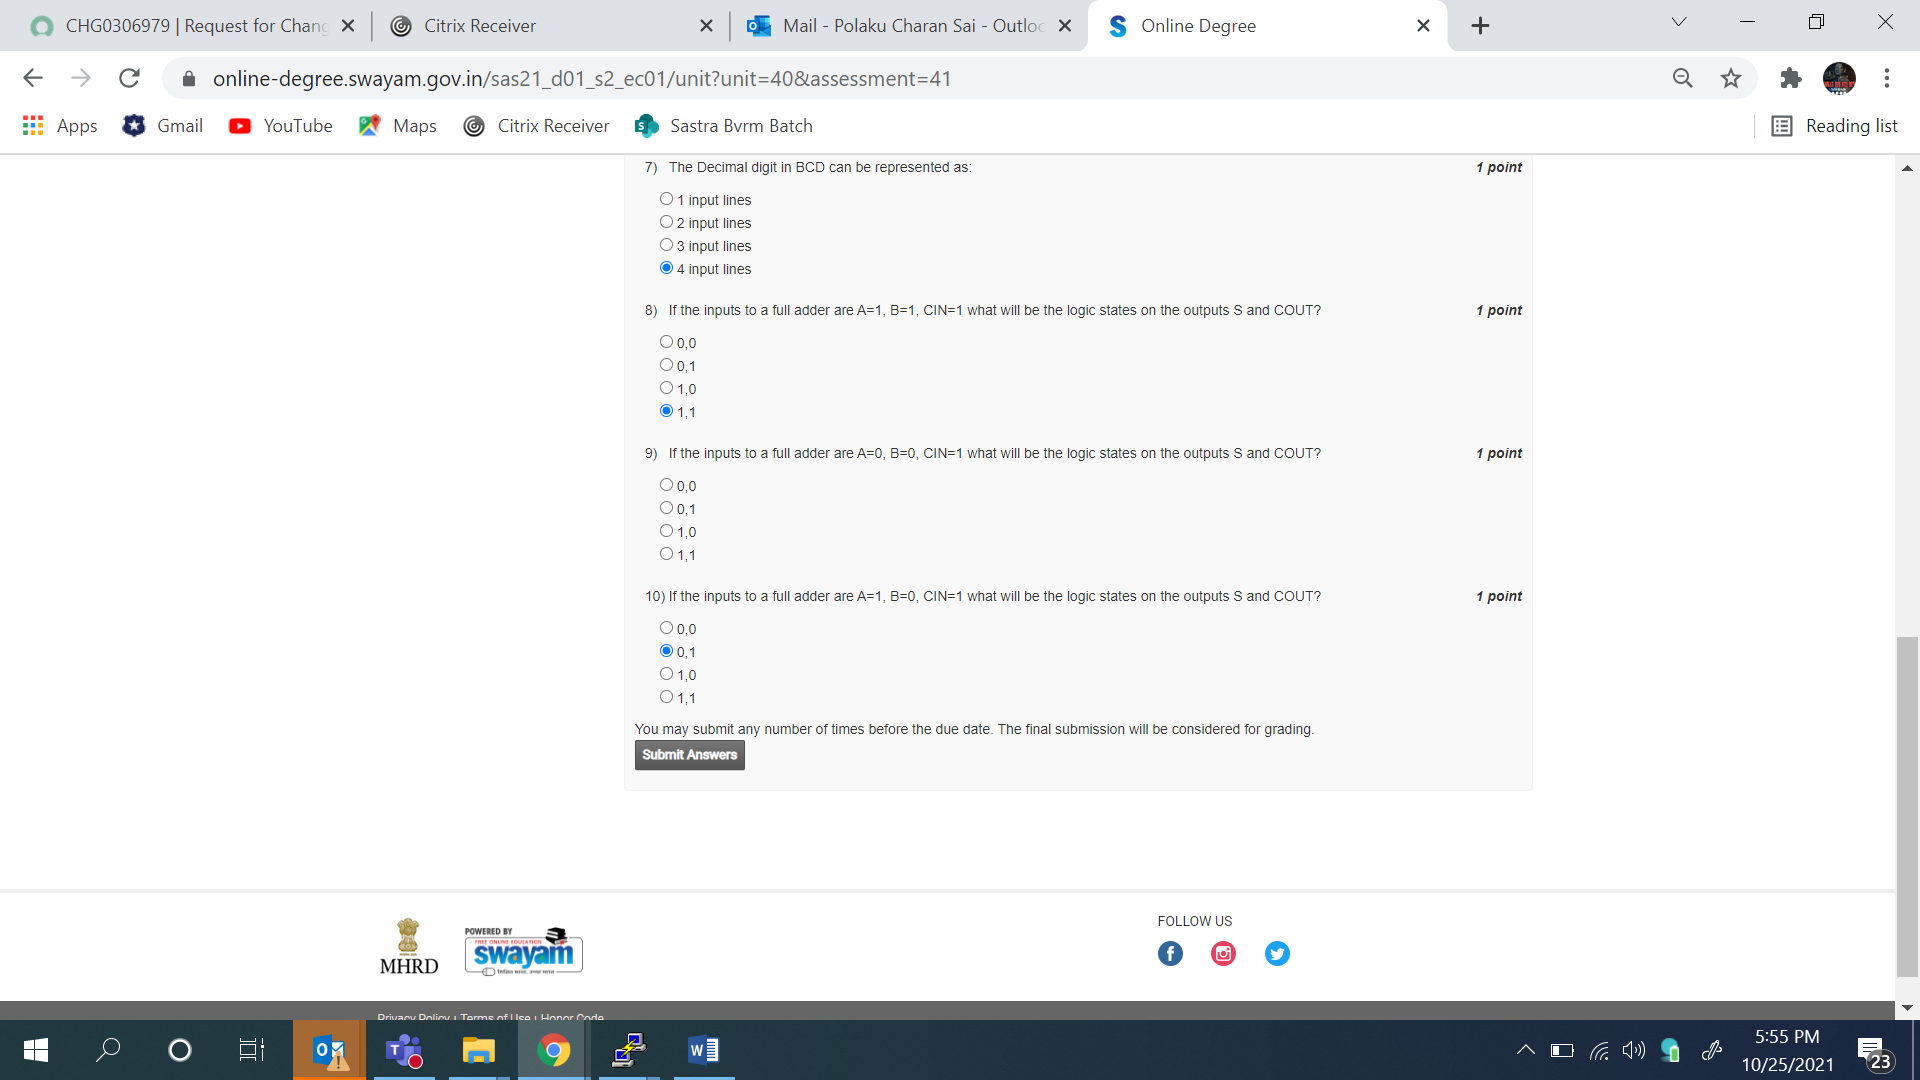 CHG0306979 | Request for Chang
Citrix Receiver
Mail - Polaku Charan Sai - Outloo
Online Degree
online-degree.swayam.gov.in/sas21_d01_s2_ec01/unit?unit=40&assessment=41
Apps
Gmail
YouTube
Maps
Citrix Receiver
Sastra Bvrm Batch
Reading list
7) The Decimal digit in BCD can be represented as:
1 point
1 input lines
2 input lines
3 input lines
4 input lines
8) If the inputs to a full adder are A=1, B=1, CIN=1 what will be the logic states on the outputs S and COUT?
1 point
0,0
0,1
1,0
1,1
9) If the inputs to a full adder are A=0, B=0, CIN=1 what will be the logic states on the outputs S and COUT?
1 point
0,0
0,1
1,0
1,1
10) If the inputs to a full adder are A=1, B=0, CIN=1 what will be the logic states on the outputs S and COUT?
1 point
0,0
0,1
1,0
1,1
You may submit any number of times before the due date. The final submission will be considered for grading.
Submit Answers
MHRD
POWERED BY
FREE ONLINE EDUCATION
swayam
FOLLOW US
Privacy Policy | Terms of Use | Honor Code
5:55 PM
10/25/2021
23